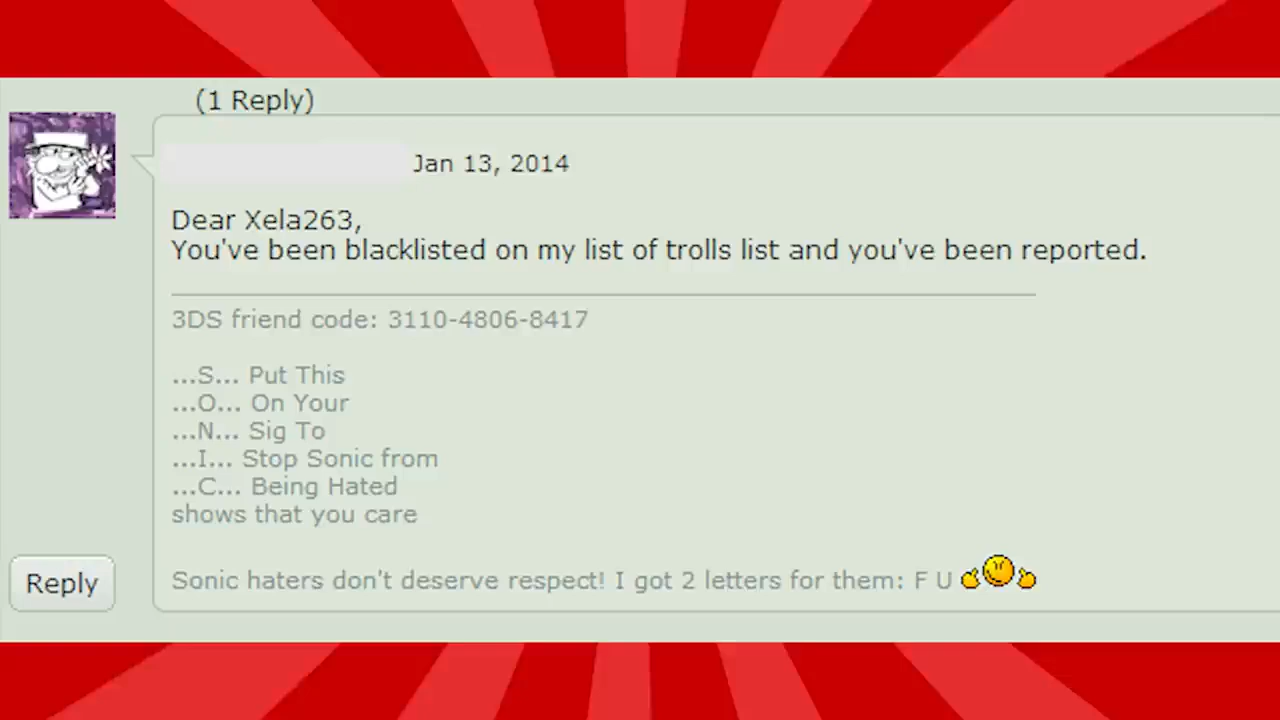 (1 Reply)
Jan 13, 2014
Dear Xela263,
You've been blacklisted on my list of trolls list and you've been reported.
3DS friend code: 3110-4806-8417
...S... Put This
...O... On Your
...N... Sig To
...I... Stop Sonic from
...C... Being Hated
shows that you care
Reply
Sonic haters don't deserve respect! I got 2 letters for them: F U